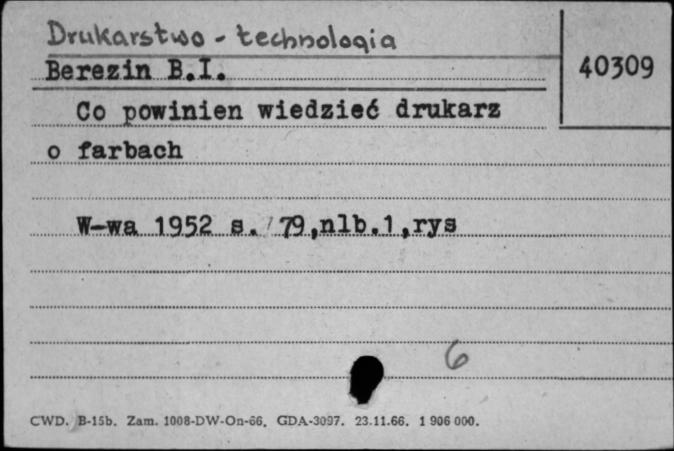 Drukarstwo - technologia
Berezin B.I.
40309
Co powinien wiedzieć drukarz
o farbach
W-wa 1952 s. 79,nlb.1,rys
6
CWD. B-15b. Zam. 1008-DW-On-66. GDA-3097. 23.11.66. 1 906 000.